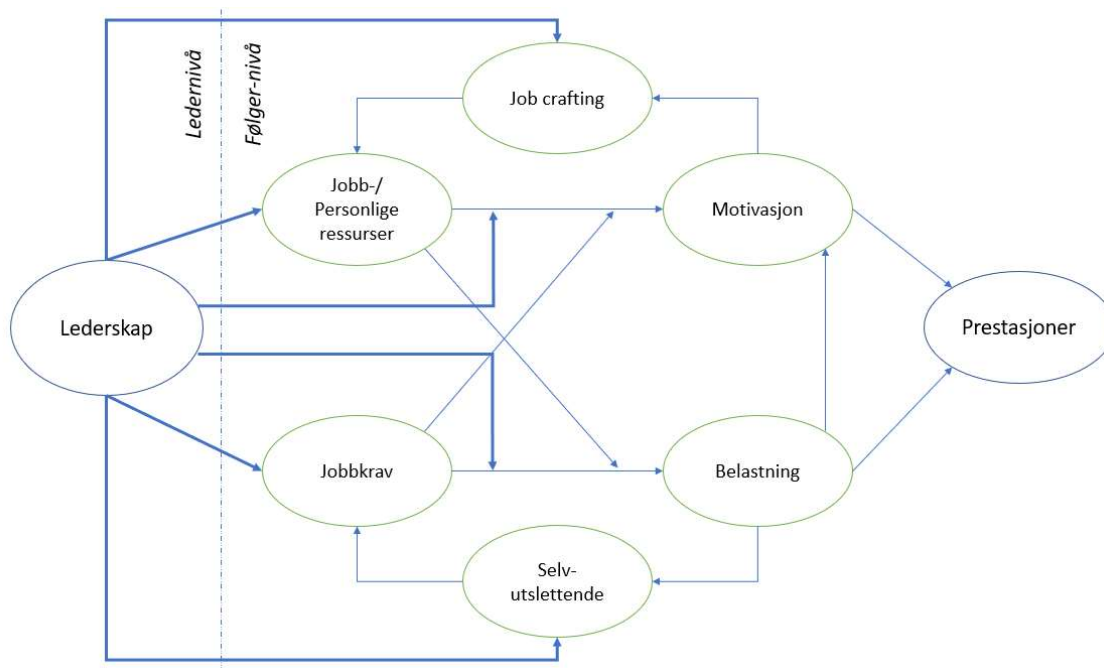 Ledernivå
Følger-nivå
Job crafting
Jobb-/
Personlige
ressurser
Motivasjon
Lederskap
Prestasjoner
Jobbkrav
Belastning
Selv-
utslettende